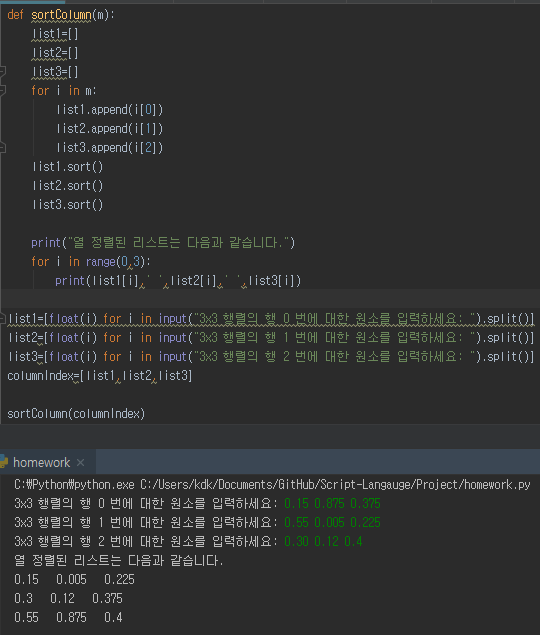 def sortColumn(m):
    list1=[]
    list2=[]
    list3=[]
    for i in m:
        list1.append(i[0])
        list2.append(i[1])
        list3.append(i[2])
    list1.sort()
    list2.sort()
    list3.sort()

    print("열 정렬된 리스트는 다음과 같습니다.")
    for i in range(0,3):
        print(list1[i],' ',list2[i],' ',list3[i])

list1=[float(i) for i in input("3x3 행렬의 행 0 번에 대한 원소를 입력하세요: ").split()]
list2=[float(i) for i in input("3x3 행렬의 행 1 번에 대한 원소를 입력하세요: ").split()]
list3=[float(i) for i in input("3x3 행렬의 행 2 번에 대한 원소를 입력하세요: ").split()]
columnIndex=[list1,list2,list3]

sortColumn(columnIndex)
homework ×
C:₩Python₩python.exe C:/Users/kdk/Documents/GitHub/Script-Langauge/Project/homework.py
3x3 행렬의 행 0 번에 대한 원소를 입력하세요: 0.15 0.875 0.375
3x3 행렬의 행 1 번에 대한 원소를 입력하세요: 0.55 0.005 0.225
3x3 행렬의 행 2 번에 대한 원소를 입력하세요: 0.30 0.12 0.4
열 정렬된 리스트는 다음과 같습니다.
0.15   0.005   0.225
0.3   0.12   0.375
0.55   0.875   0.4